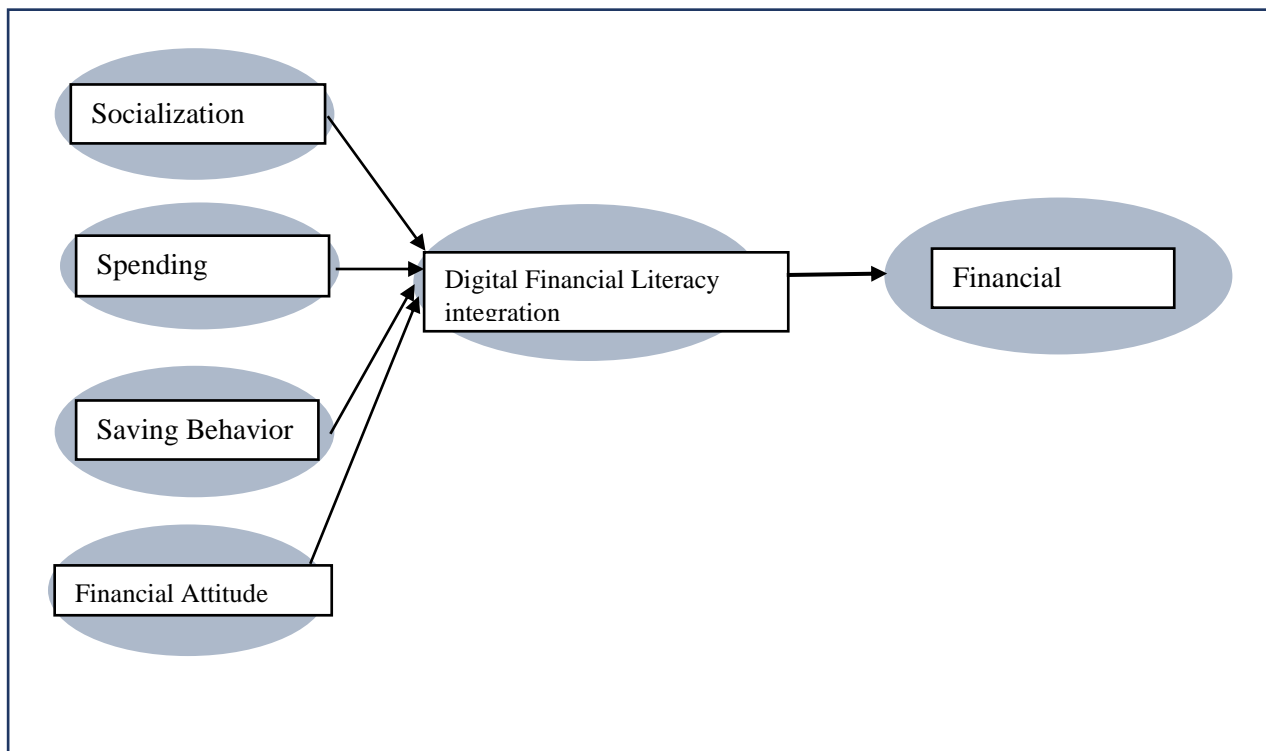 Socialization
Spending
Saving Behavior
Financial Attitude
Digital Financial Literacy
integration
Financial